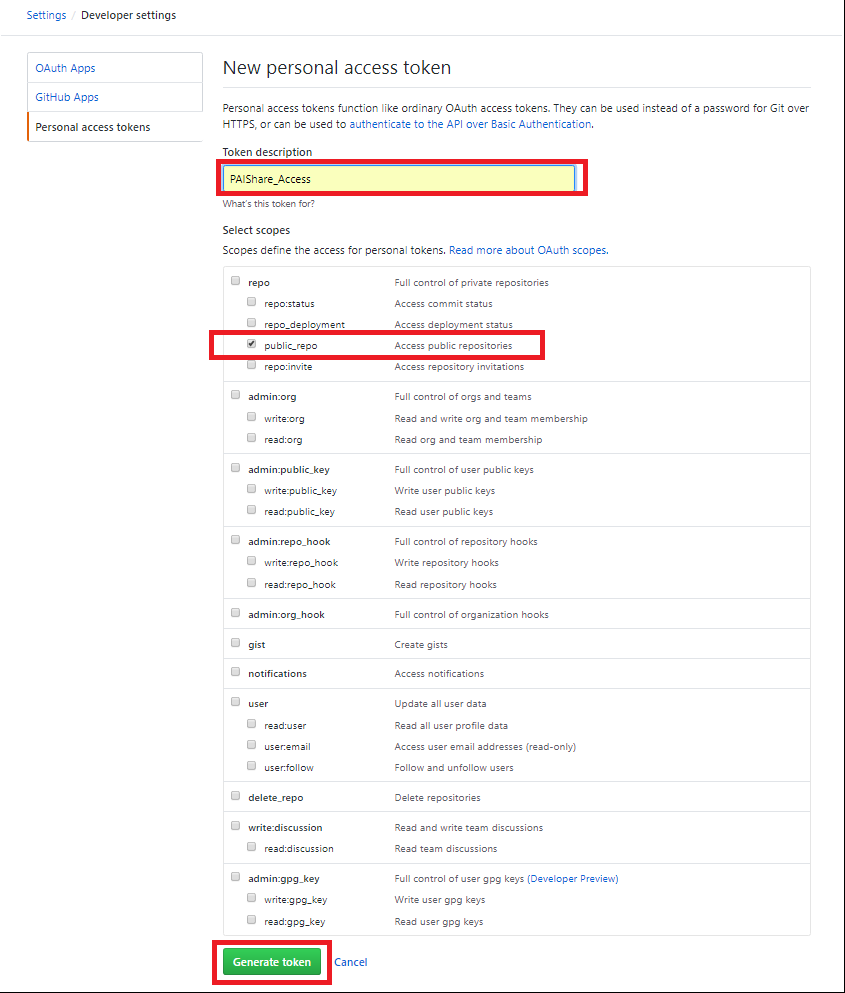 Settings / Developer settings
OAuth Apps
GitHub Apps
Personal access tokens
New personal access token
Personal access tokens function like ordinary OAuth access tokens. They can be used instead of a password for Git over
HTTPS, or can be used to authenticate to the API over Basic Authentication.
Token description
PAIShare_Access
What's this token for?
Select scopes
Scopes define the access for personal tokens. Read more about OAuth scopes.
repo Full control of private repositories
repo:status Access commit status
repo_deployment Access deployment status
public_repo Access public repositories
repo:invite Access repository invitations
admin:org Full control of orgs and teams
write:org Read and write org and team membership
read:org Read org and team membership
admin:public_key Full control of user public keys
write:public_key Write user public keys
read:public_key Read user public keys
admin:repo_hook Full control of repository hooks
write:repo_hook Write repository hooks
read:repo_hook Read repository hooks
admin:org_hook Full control of organization hooks
gist Create gists
notifications Access notifications
user Update all user data
read:user Read all user profile data
user:email Access user email addresses (read-only)
user:follow Follow and unfollow users
delete_repo Delete repositories
write:discussion Read and write team discussions
read:discussion Read team discussions
admin:gpg_key Full control of user gpg keys (Developer Preview)
write:gpg_key Write user gpg keys
read:gpg_key Read user gpg keys
Generate token Cancel